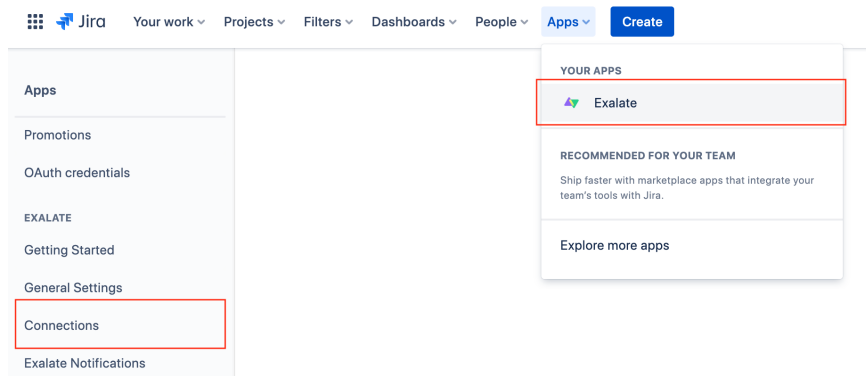 Jira Your work Projects Filters Dashboards People Apps Create
Apps
Promotions
OAuth credentials
EXALATE
Getting Started
General Settings
Connections
Exalate Notifications
YOUR APPS
Exalate
RECOMMENDED FOR YOUR TEAM
Ship faster with marketplace apps that integrate your
team's tools with Jira.
Explore more apps